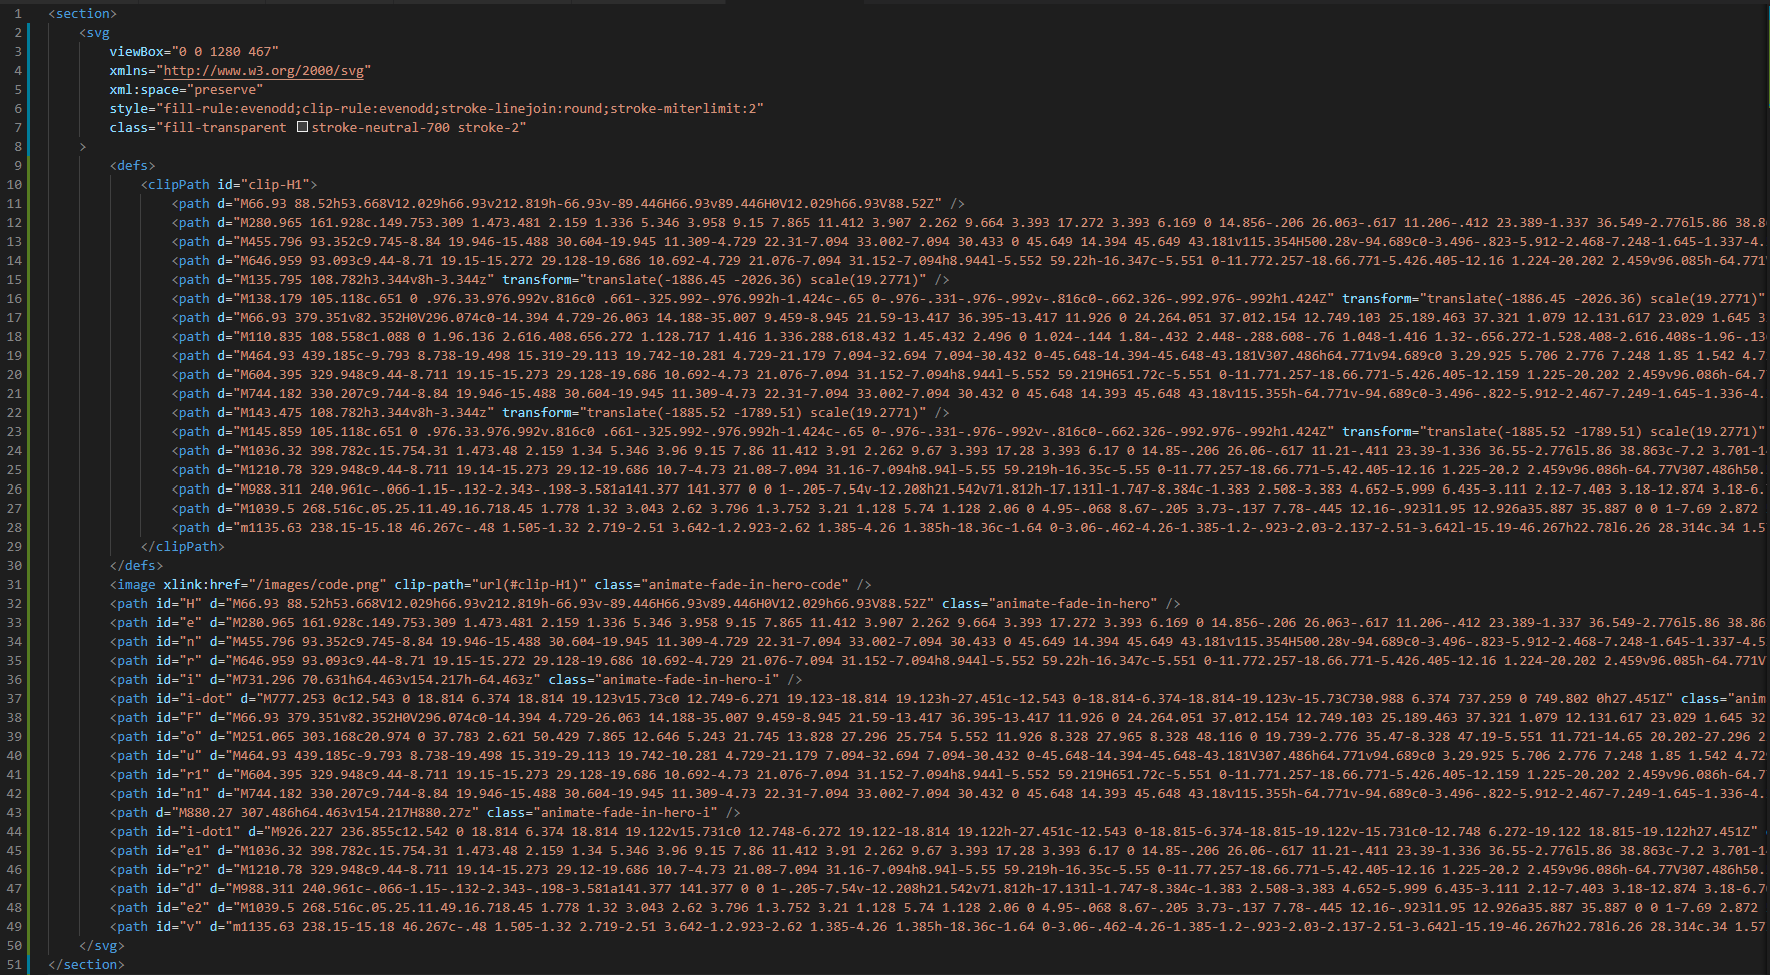 1 <section>
2 <svg
3 viewBox="0 0 1280 467"
4 xmlns="http://www.w3.org/2000/svg"
5 xml:space="preserve"
6 style="fill-rule:evenodd;clip-rule:evenodd;stroke-linejoin:round;stroke-miterlimit:2"
7 class="fill-transparent stroke-neutral-700 stroke-2"
8 >
9 <defs>
10 <clipPath id="clip-H1">
11 <path d="M66.93 88.52h53.668V12.029h66.93v212.819h-66.93v-89.446H66.93v89.446H0V12.029h66.93V88.52Z" />
12 <path d="M280.965 161.928c.149.753.309 1.473.481 2.159 1.336 5.346 3.958 9.15 7.865 11.412 3.907 2.262 9.664 3.393 17.272 3.393 6.169 0 14.856-.206 26.063-.617 11.206-.412 23.389-1.337 36.549-2.776l5.86 38.8
13 <path d="M455.796 93.352c9.745-8.84 19.946-15.488 30.604-19.945 11.309-4.729 22.31-7.094 33.002-7.094 30.433 0 45.649 14.394 45.649 43.181v115.354H500.28v-94.689c0-3.496-.823-5.912-2.468-7.248-1.645-1.337-4.
14 <path d="M646.959 93.093c9.44-8.71 19.15-15.272 29.128-19.686 10.692-4.729 21.076-7.094 31.152-7.094h8.944l-5.552 59.22h-16.347c-5.551 0-11.772.257-18.66.771-5.426.405-12.16 1.224-20.202 2.459v96.085h-64.771
15 <path d="M135.795 108.782h3.344v8h-3.344z" transform="translate(-1886.45 -2026.36) scale(19.2771)" />
16 <path d="M138.179 105.118c.651 0 .976.33.976.992v.816c0 .661-.325.992-.976.992h-1.424c-.65 0-.976-.331-.976-.992v-.816c0-.662.326-.992.976-.992h1.424Z" transform="translate(-1886.45 -2026.36) scale(19.2771)"
17 <path d="M66.93 379.351v82.352H0V296.074c0-14.394 4.729-26.063 14.188-35.007 9.459-8.945 21.59-13.417 36.395-13.417 11.926 0 24.264.051 37.012.154 12.749.103 25.189.463 37.321 1.079 12.131.617 23.029 1.645 3
18 <path d="M110.835 108.558c1.088 0 1.96.136 2.616.408.656.272 1.128.717 1.416 1.336.288.618.432 1.45.432 2.496 0 1.024-.144 1.84-.432 2.448-.288.608-.76 1.048-1.416 1.32-.656.272-1.528.408-2.616.408s-1.96-.13
19 <path d="M464.93 439.185c-9.793 8.738-19.498 15.319-29.113 19.742-10.281 4.729-21.179 7.094-32.694 7.094-30.432 0-45.648-14.394-45.648-43.181V307.486h64.771v94.689c0 3.29.925 5.706 2.776 7.248 1.85 1.542 4.7
20 <path d="M604.395 329.948c9.44-8.711 19.15-15.273 29.128-19.686 10.692-4.73 21.076-7.094 31.152-7.094h8.944l-5.552 59.219H651.72c-5.551 0-11.771.257-18.66.771-5.426.405-12.159 1.225-20.202 2.459v96.086h-64.7
21 <path d="M744.182 330.207c9.744-8.84 19.946-15.488 30.604-19.945 11.309-4.73 22.31-7.094 33.002-7.094 30.432 0 45.648 14.393 45.648 43.18v115.355h-64.771v-94.689c0-3.496-.822-5.912-2.467-7.249-1.645-1.336-4.
22 <path d="M143.475 108.782h3.344v8h-3.344z" transform="translate(-1885.52 -1789.51) scale(19.2771)" />
23 <path d="M145.859 105.118c.651 0 .976.33.976.992v.816c0 .661-.325.992-.976.992h-1.424c-.65 0-.976-.331-.976-.992v-.816c0-.662.326-.992.976-.992h1.424Z" transform="translate(-1885.52 -1789.51) scale(19.2771)"
24 <path d="M1036.32 398.782c.15.754.31 1.473.48 2.159 1.34 5.346 3.96 9.15 7.86 11.412 3.91 2.262 9.67 3.393 17.28 3.393 6.17 0 14.85-.206 26.06-.617 11.21-.411 23.39-1.336 36.55-2.776l5.86 38.863c-7.2 3.701-1
25 <path d="M1210.78 329.948c9.44-8.711 19.14-15.273 29.12-19.686 10.7-4.73 21.08-7.094 31.16-7.094h8.94l-5.55 59.219h-16.35c-5.55 0-11.77.257-18.66.771-5.42.405-12.16 1.225-20.2 2.459v96.086h-64.77V307.486h50.
26 <path d="M988.311 240.961c-.066-1.15-.132-2.343-.198-3.581a141.377 141.377 0 0 1-.205-7.54v-12.208h21.542v71.812h-17.131l-1.747-8.384c-1.383 2.508-3.383 4.652-5.999 6.435-3.111 2.12-7.403 3.18-12.874 3.18-6.
27 <path d="M1039.5 268.516c.05.25.11.49.16.718.45 1.778 1.32 3.043 2.62 3.796 1.3.752 3.21 1.128 5.74 1.128 2.06 0 4.95-.068 8.67-.205 3.73-.137 7.78-.445 12.16-.923l1.95 12.926a35.887 35.887 0 0 1-7.69 2.872
28 <path d="m1135.63 238.15-15.18 46.267c-.48 1.505-1.32 2.719-2.51 3.642-1.2.923-2.62 1.385-4.26 1.385h-18.36c-1.64 0-3.06-.462-4.26-1.385-1.2-.923-2.03-2.137-2.51-3.642l-15.19-46.267h22.78l6.26 28.314c.34 1.5
29 </clipPath>
30 </defs>
31 <image xlink:href="/images/code.png" clip-path="url(#clip-H1)" class="animate-fade-in-hero-code" />
32 <path id="H" d="M66.93 88.52h53.668V12.029h66.93v212.819h-66.93v-89.446H66.93v89.446H0V12.029h66.93V88.52Z" class="animate-fade-in-hero" />
33 <path id="e" d="M280.965 161.928c.149.753.309 1.473.481 2.159 1.336 5.346 3.958 9.15 7.865 11.412 3.907 2.262 9.664 3.393 17.272 3.393 6.169 0 14.856-.206 26.063-.617 11.206-.412 23.389-1.337 36.549-2.776l5.86 38.86
34 <path id="n" d="M455.796 93.352c9.745-8.84 19.946-15.488 30.604-19.945 11.309-4.729 22.31-7.094 33.002-7.094 30.433 0 45.649 14.394 45.649 43.181v115.354H500.28v-94.689c0-3.496-.823-5.912-2.468-7.248-1.645-1.337-4.5
35 <path id="r" d="M646.959 93.093c9.44-8.71 19.15-15.272 29.128-19.686 10.692-4.729 21.076-7.094 31.152-7.094h8.944l-5.552 59.22h-16.347c-5.551 0-11.772.257-18.66.771-5.426.405-12.16 1.224-20.202 2.459v96.085h-64.771V
36 <path id="i" d="M731.296 70.631h64.463v154.217h-64.463z" class="animate-fade-in-hero-i" />
37 <path id="i-dot" d="M777.253 0c12.543 0 18.814 6.374 18.814 19.123v15.73c0 12.749-6.271 19.123-18.814 19.123h-27.451c-12.543 0-18.814-6.374-18.814-19.123v-15.73C730.988 6.374 737.259 0 749.802 0h27.451Z" class="anim
38 <path id="F" d="M66.93 379.351v82.352H0V296.074c0-14.394 4.729-26.063 14.188-35.007 9.459-8.945 21.59-13.417 36.395-13.417 11.926 0 24.264.051 37.012.154 12.749.103 25.189.463 37.321 1.079 12.131.617 23.029 1.645 32
39 <path id="o" d="M251.065 303.168c20.974 0 37.783 2.621 50.429 7.865 12.646 5.243 21.745 13.828 27.296 25.754 5.552 11.926 8.328 27.965 8.328 48.116 0 19.739-2.776 35.47-8.328 47.19-5.551 11.721-14.65 20.202-27.296 2
40 <path id="u" d="M464.93 439.185c-9.793 8.738-19.498 15.319-29.113 19.742-10.281 4.729-21.179 7.094-32.694 7.094-30.432 0-45.648-14.394-45.648-43.181V307.486h64.771v94.689c0 3.29.925 5.706 2.776 7.248 1.85 1.542 4.72
41 <path id="r1" d="M604.395 329.948c9.44-8.711 19.15-15.273 29.128-19.686 10.692-4.73 21.076-7.094 31.152-7.094h8.944l-5.552 59.219H651.72c-5.551 0-11.771.257-18.66.771-5.426.405-12.159 1.225-20.202 2.459v96.086h-64.7
42 <path id="n1" d="M744.182 330.207c9.744-8.84 19.946-15.488 30.604-19.945 11.309-4.73 22.31-7.094 33.002-7.094 30.432 0 45.648 14.393 45.648 43.18v115.355h-64.771v-94.689c0-3.496-.822-5.912-2.467-7.249-1.645-1.336-4.
43 <path d="M880.27 307.486h64.463v154.217H880.27z" class="animate-fade-in-hero-i" />
44 <path id="i-dot1" d="M926.227 236.855c12.542 0 18.814 6.374 18.814 19.122v15.731c0 12.748-6.272 19.122-18.814 19.122h-27.451c-12.543 0-18.815-6.374-18.815-19.122v-15.731c0-12.748 6.272-19.122 18.815-19.122h27.451Z"
45 <path id="e1" d="M1036.32 398.782c.15.754.31 1.473.48 2.159 1.34 5.346 3.96 9.15 7.86 11.412 3.91 2.262 9.67 3.393 17.28 3.393 6.17 0 14.85-.206 26.06-.617 11.21-.411 23.39-1.336 36.55-2.776l5.86 38.863c-7.2 3.701-1
46 <path id="r2" d="M1210.78 329.948c9.44-8.711 19.14-15.273 29.12-19.686 10.7-4.73 21.08-7.094 31.16-7.094h8.94l-5.55 59.219h-16.35c-5.55 0-11.77.257-18.66.771-5.42.405-12.16 1.225-20.2 2.459v96.086h-64.77V307.486h50.
47 <path id="d" d="M988.311 240.961c-.066-1.15-.132-2.343-.198-3.581a141.377 141.377 0 0 1-.205-7.54v-12.208h21.542v71.812h-17.131l-1.747-8.384c-1.383 2.508-3.383 4.652-5.999 6.435-3.111 2.12-7.403 3.18-12.874 3.18-6.7
48 <path id="e2" d="M1039.5 268.516c.05.25.11.49.16.718.45 1.778 1.32 3.043 2.62 3.796 1.3.752 3.21 1.128 5.74 1.128 2.06 0 4.95-.068 8.67-.205 3.73-.137 7.78-.445 12.16-.923l1.95 12.926a35.887 35.887 0 0 1-7.69 2.872
49 <path id="v" d="m1135.63 238.15-15.18 46.267c-.48 1.505-1.32 2.719-2.51 3.642-1.2.923-2.62 1.385-4.26 1.385h-18.36c-1.64 0-3.06-.462-4.26-1.385-1.2-.923-2.03-2.137-2.51-3.642l-15.19-46.267h22.78l6.26 28.314c.34 1.57
50 </svg>
51 </section>